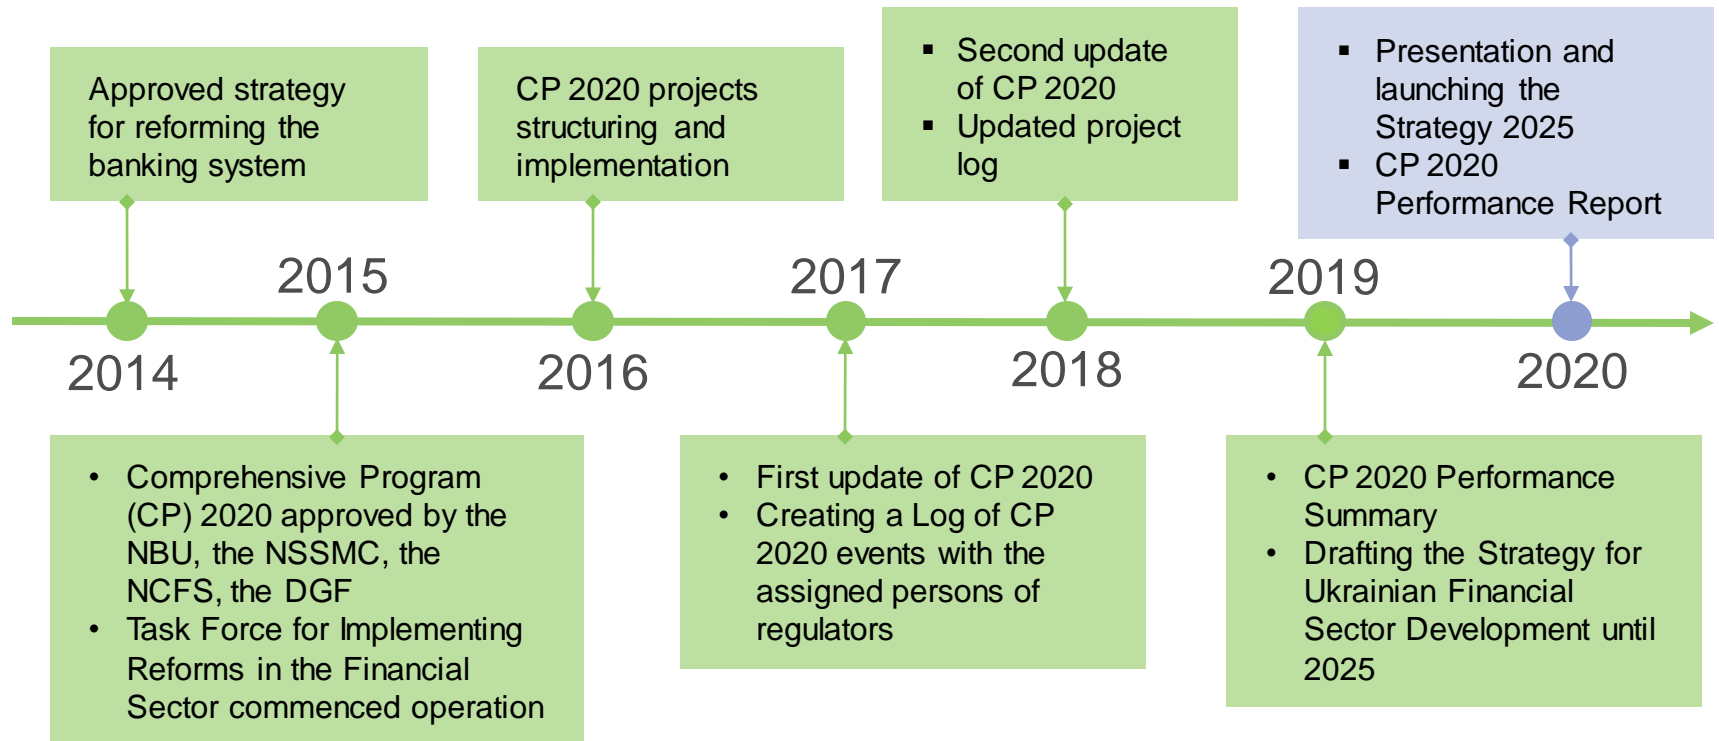 Approved strategy
for reforming the
banking system
CP 2020 projects
structuring and
implementation
▪ Second update
of CP 2020
▪ Updated project
log
▪ Presentation and
launching the
Strategy 2025
▪ CP 2020
Performance Report
2015
2017
2019
2014
2016
2018
2020
• Comprehensive Program
(CP) 2020 approved by the
NBU, the NSSMC, the
NCFS, the DGF
• Task Force for Implementing
Reforms in the Financial
Sector commenced operation
• First update of CP 2020
• Creating a Log of CP
2020 events with the
assigned persons of
regulators
• CP 2020 Performance
Summary
• Drafting the Strategy for
Ukrainian Financial
Sector Development until
2025